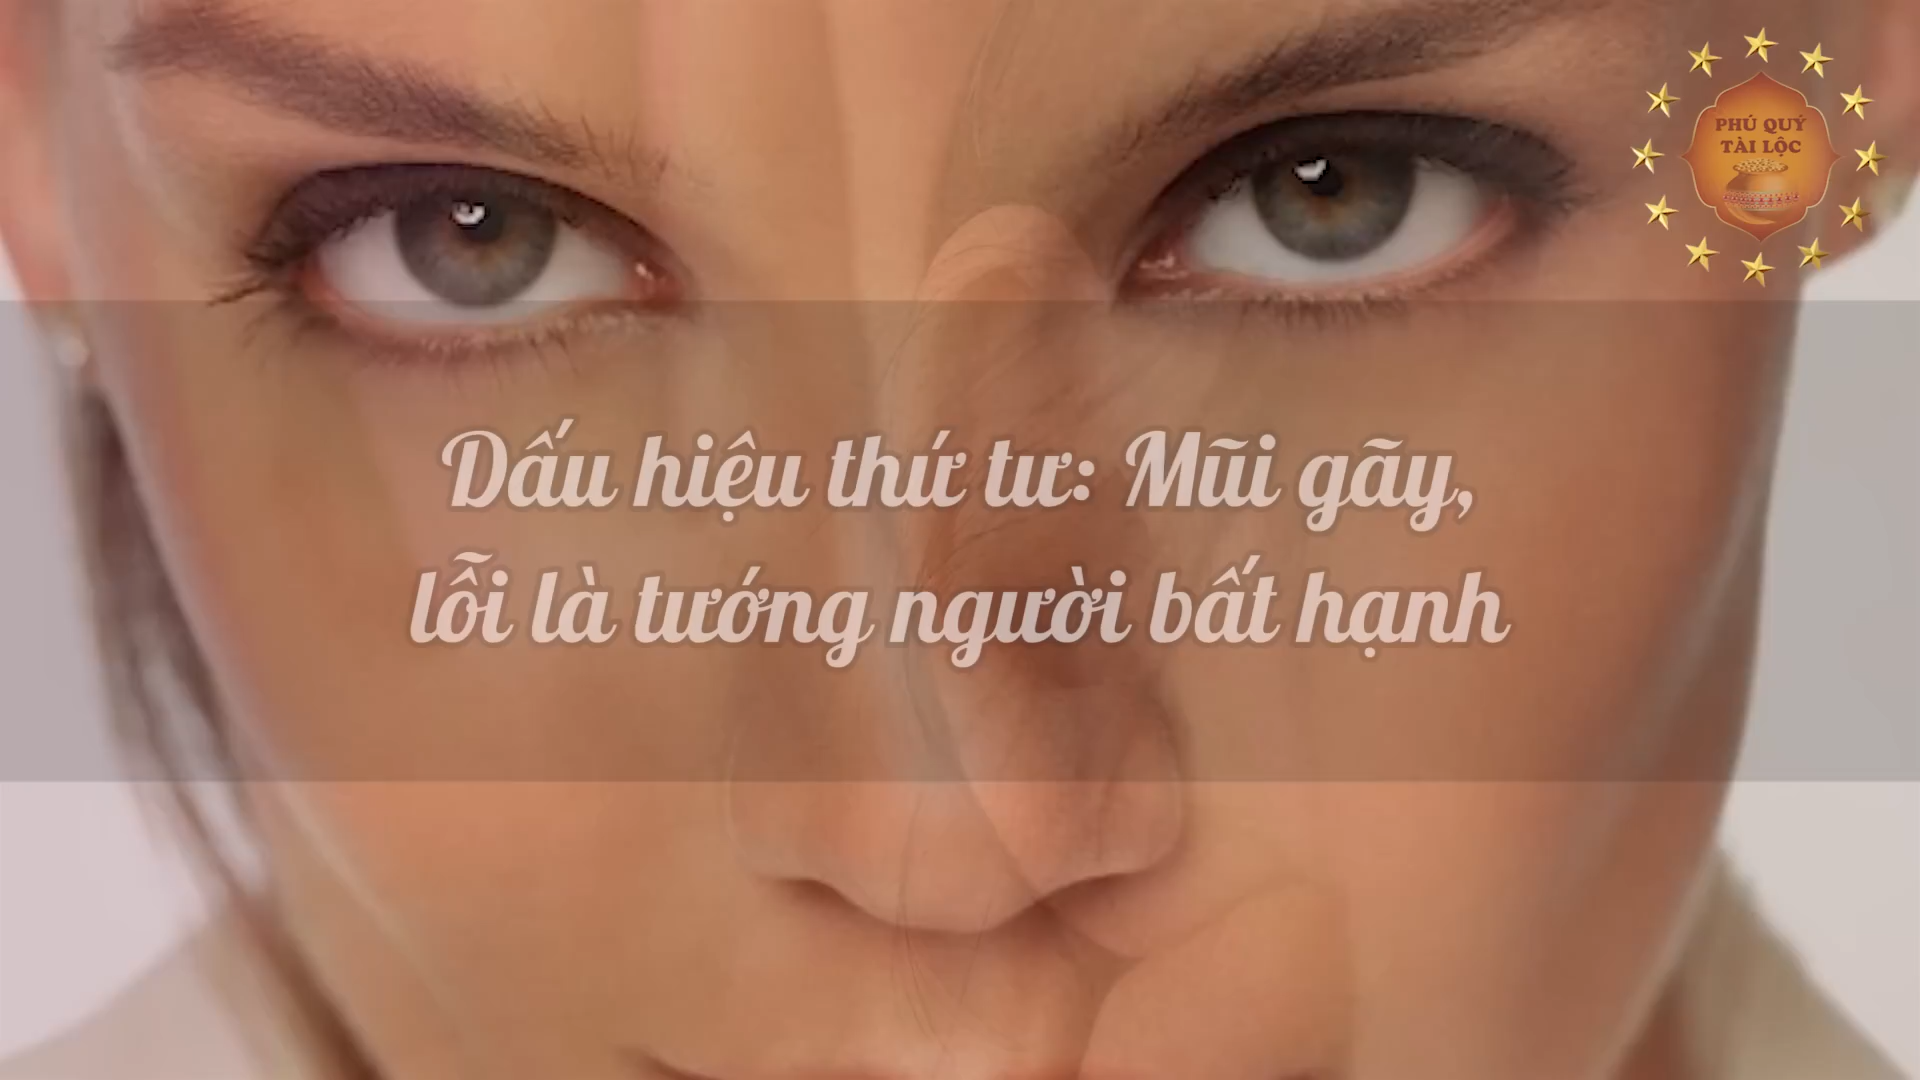 PHÚ QUÝ
TÀI LỘC
Dấu hiệu thứ tư: Mũi gãy,
lỗi là tướng người bất hạnh